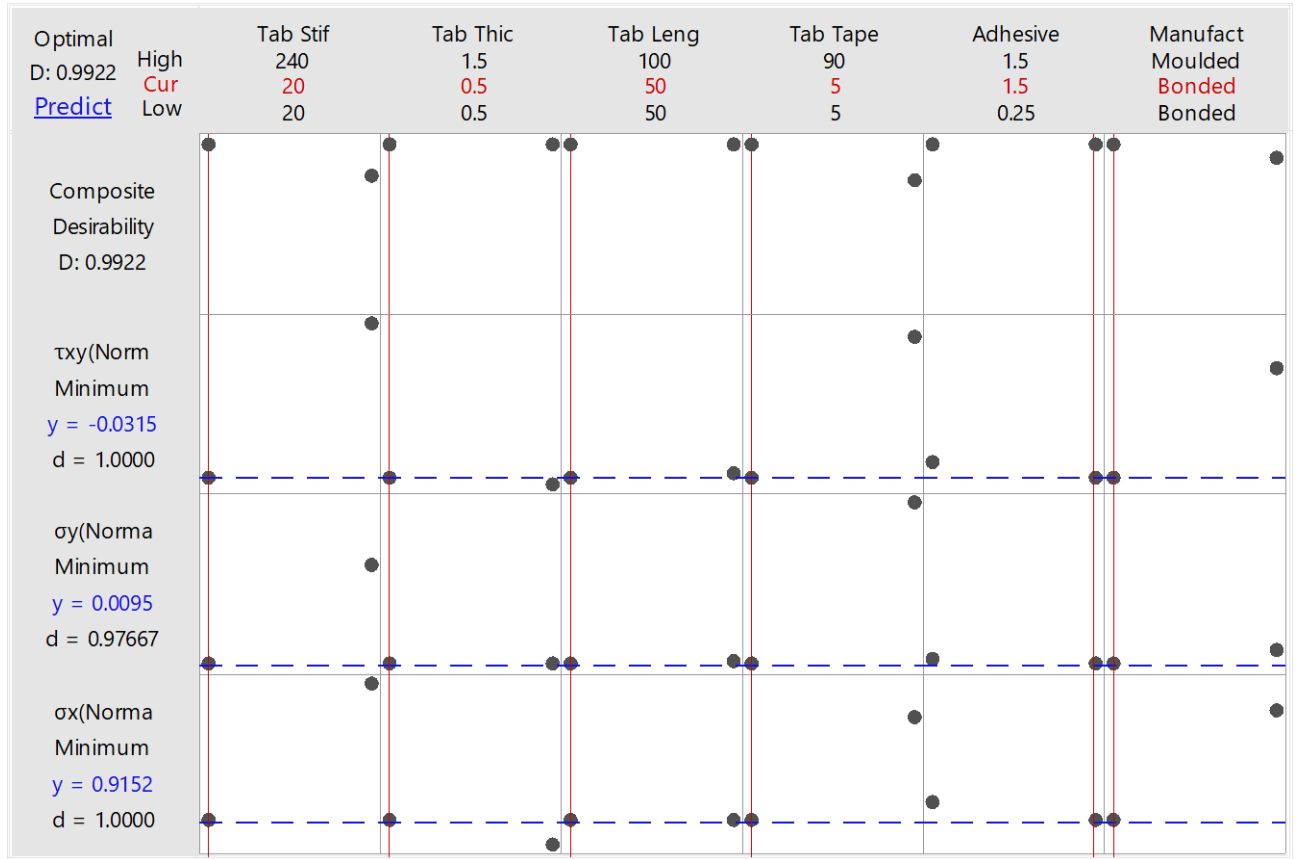 Optimal
D: 0.9922
Predict
High
Cur
Low
Tab Stif
240
20
20
Tab Thic
1.5
0.5
0.5
Tab Leng
100
50
50
Tab Tape
90
5
5
Adhesive
1.5
1.5
0.25
Manufact
Moulded
Bonded
Bonded
Composite
Desirability
D: 0.9922
τxy(Norm
Minimum
y = -0.0315
d = 1.0000
σy(Norma
Minimum
y = 0.0095
d = 0.97667
σx(Norma
Minimum
y = 0.9152
d = 1.0000